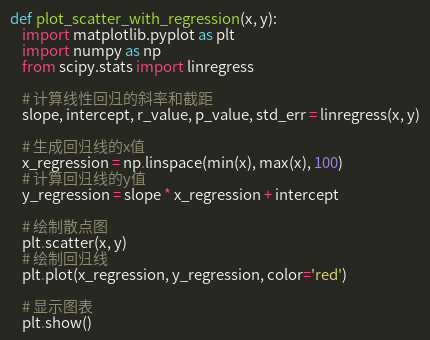 def plot_scatter_with_regression(x, y):
import matplotlib.pyplot as plt
import numpy as np
from scipy.stats import linregress
# 计算线性回归的斜率和截距
slope, intercept, r_value, p_value, std_err = linregress(x, y)
# 生成回归线的x值
x_regression = np.linspace(min(x), max(x), 100)
# 计算回归线的y值
y_regression = slope * x_regression + intercept
# 绘制散点图
plt.scatter(x, y)
# 绘制回归线
plt.plot(x_regression, y_regression, color='red')
# 显示图表
plt.show()